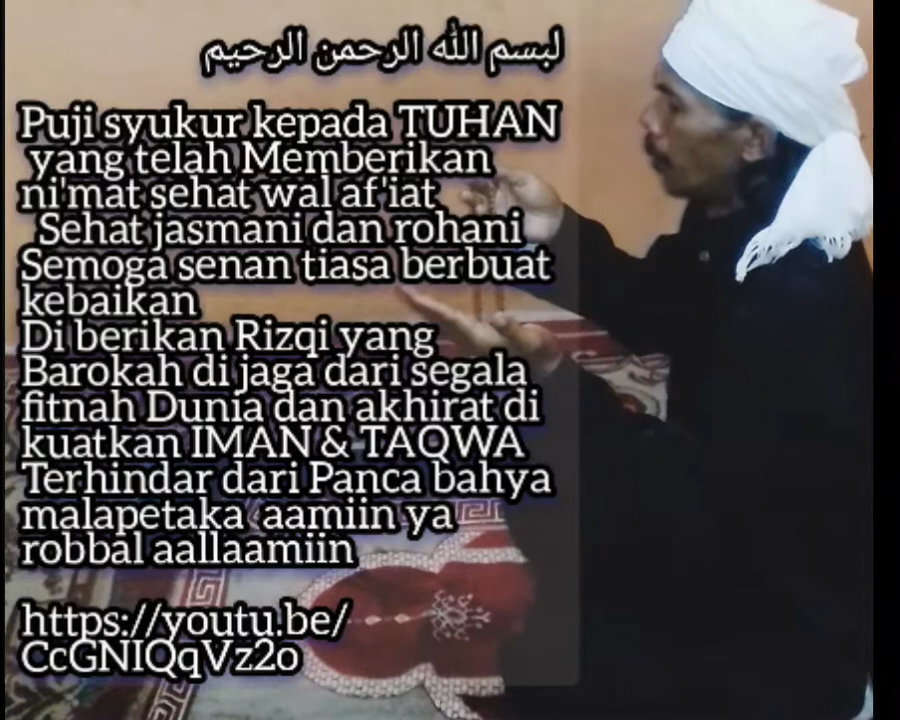 لبسم الله الرحمن الرحيم
Puji syukur kepada TUHAN
yang telah Memberikan
ni'mat sehat wal af'iat
Sehat jasmani dan rohani
Semoga senan tiasa berbuat
kebaikan
Di berikan Rizqi yang
Barokah di jaga dari segala
fitnah Dunia dan akhirat di
kuatkan IMAN & TAQWA
Terhindar dari Panca bahya
malapetaka aamiin ya
robbal aallaamiin
https://youtu.be/
CcGNIQqVz2o